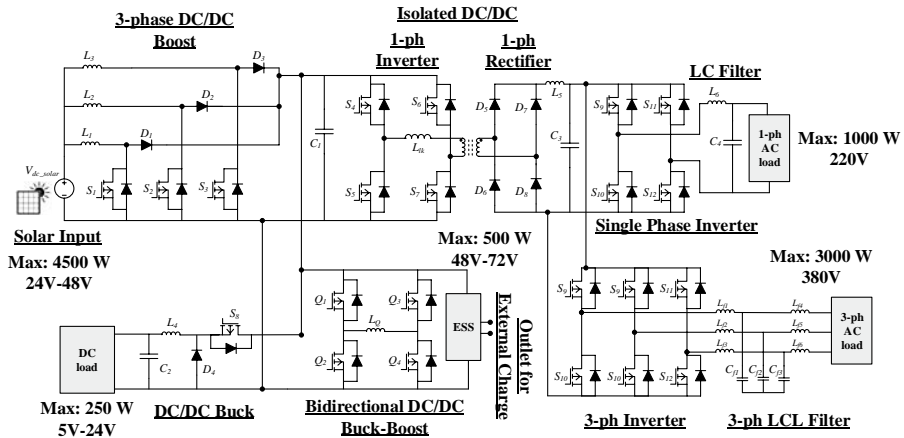 3-phase DC/DC
Boost
Isolated DC/DC
1-ph
Inverter
1-ph
Rectifier
LC Filter
L3
D3
L2
D2
L1
D1
Vdc_solar
S1
S2
S3
C1
S4
S6
Llk
S5
S7
D5
D7
D6
D8
L5
C3
S9
S11
S10
S12
L6
C4
1-ph
AC
load
Max: 1000 W
220V
Solar Input
Max: 4500 W
24V-48V
Single Phase Inverter
Max: 500 W
48V-72V
Max: 3000 W
380V
DC
load
L4
C2
S8
D4
Q1
Q3
LQ
Q2
Q4
ESS
Outlet for
External Charge
S9
S9
S11
S10
S10
S12
Lf1
Lf2
Lf3
Lf4
Lf5
Lf6
Cf1
Cf2
Cf3
3-ph
AC
load
Max: 250 W
5V-24V
DC/DC Buck
Bidirectional DC/DC
Buck-Boost
3-ph Inverter
3-ph LCL Filter